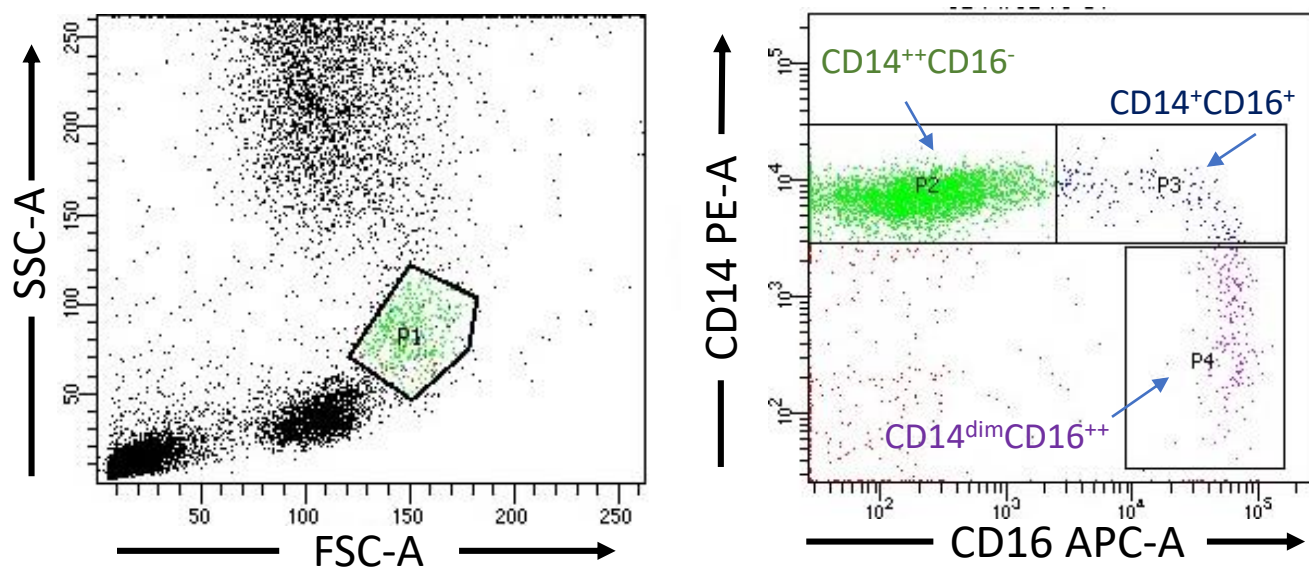 250
200
150
100
50
SSC-A
P1
50
100
150
200
250
FSC-A
CD14⁺⁺CD16⁻
CD14⁺CD16⁺
10⁵
10⁴
10³
10²
CD14 PE-A
P2
P3
P4
CD14ᵈⁱᵐCD16⁺⁺
10²
10³
10⁴
10⁵
CD16 APC-A